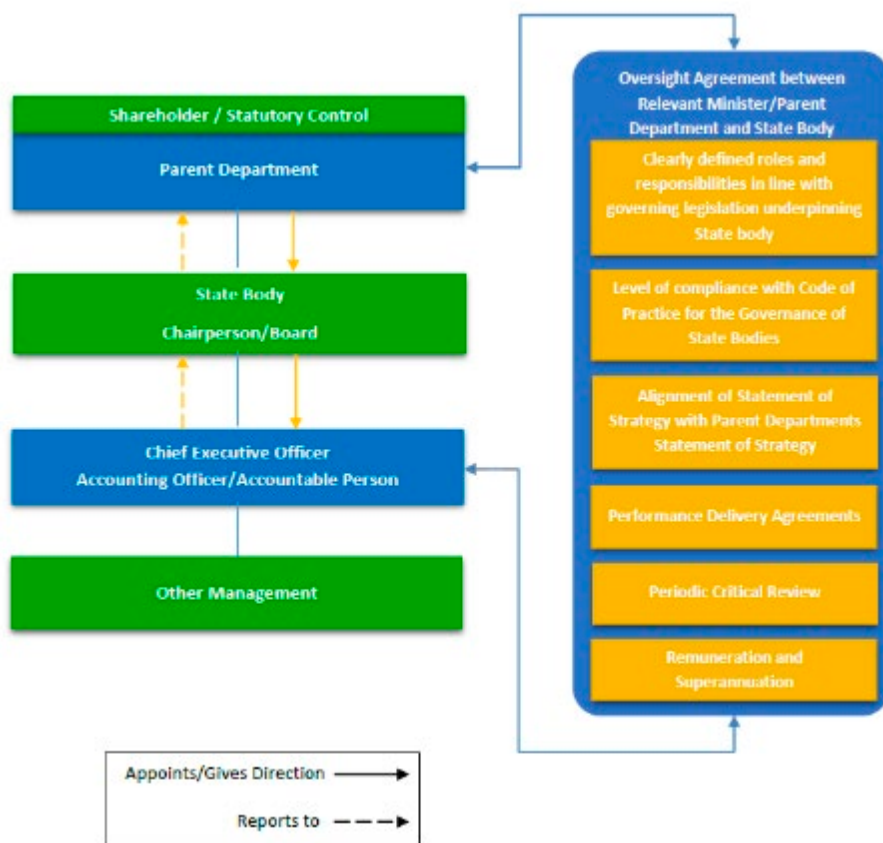 Shareholder / Statutory Control
Parent Department
State Body
Chairperson/Board
Chief Executive Officer
Accounting Officer/Accountable Person
Other Management
Oversight Agreement between
Relevant Minister/Parent
Department and State Body
Clearly defined roles and
responsibilities in line with
governing legislation underpinning
State body
Level of compliance with Code of
Practice for the Governance of
State Bodies
Alignment of Statement of
Strategy with Parent Departments
Statement of Strategy
Performance Delivery Agreements
Periodic Critical Review
Remuneration and
Superannuation
Appoints/Gives Direction
Reports to